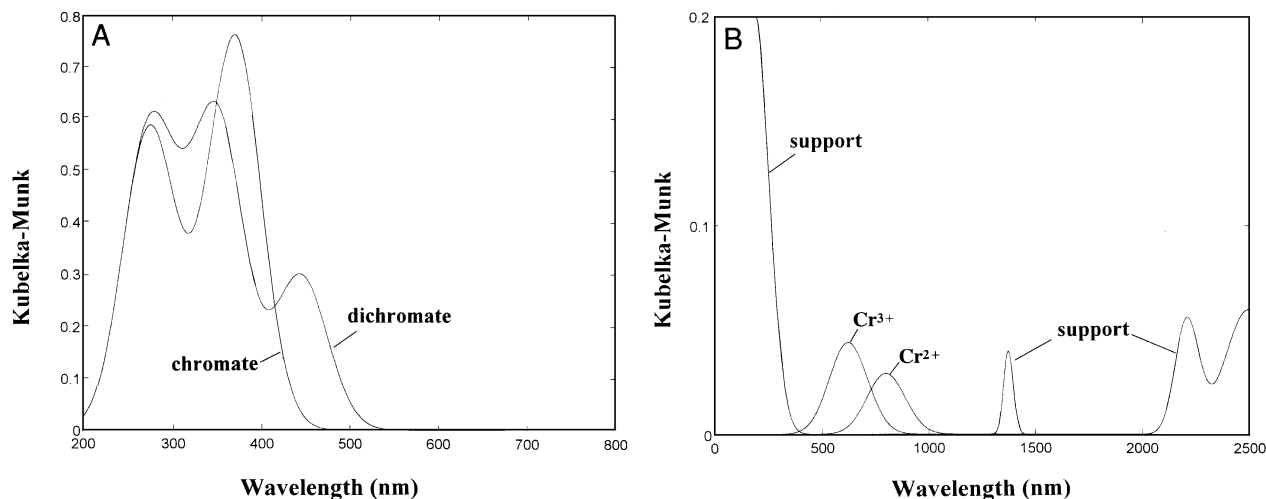 A
Kubelka-Munk
0.8
0.7
0.6
0.5
0.4
0.3
0.2
0.1
0
dichromate
chromate
200 300 400 500 600 700 800
Wavelength (nm)
B
Kubelka-Munk
0.2
0.1
0
support
Cr³⁺
Cr²⁺
support
0 500 1000 1500 2000 2500
Wavelength (nm)